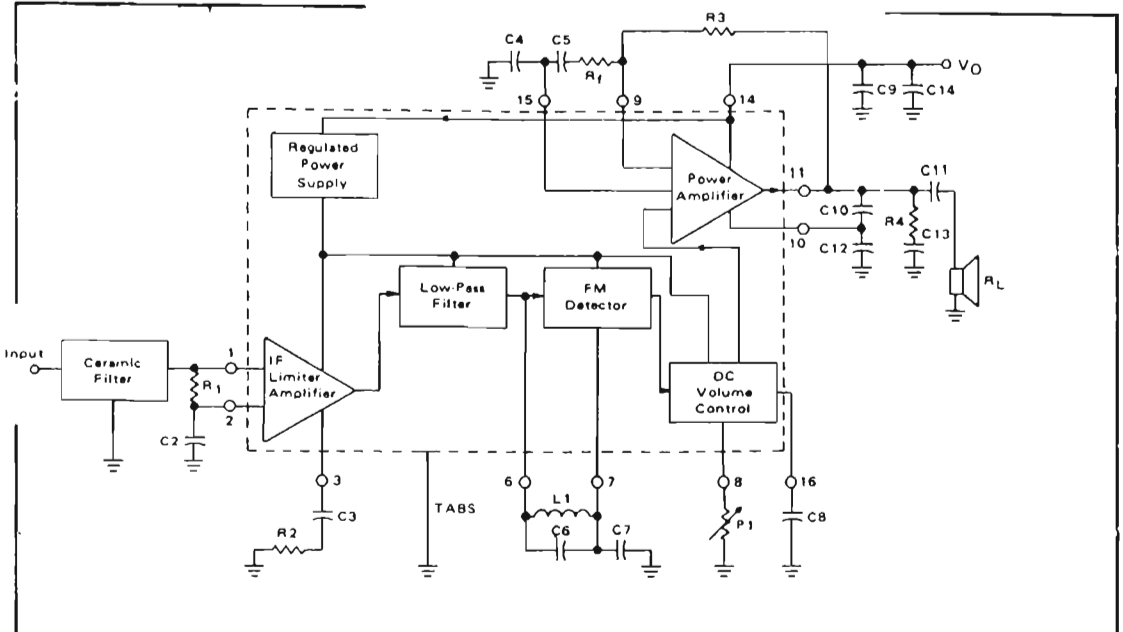 R3
C4
C5
Rf
VO
C9
C14
15
9
14
Regulated
Power
Supply
Power
Amplifier
11
C11
C10
R4
C13
10
C12
RL
Low-Pass
Filter
FM
Detector
Input
Ceramic
Filter
1
R1
2
C2
IF
Limiter
Amplifier
DC
Volume
Control
3
C3
R2
TABS
6
7
L1
C6
C7
8
16
P1
C8